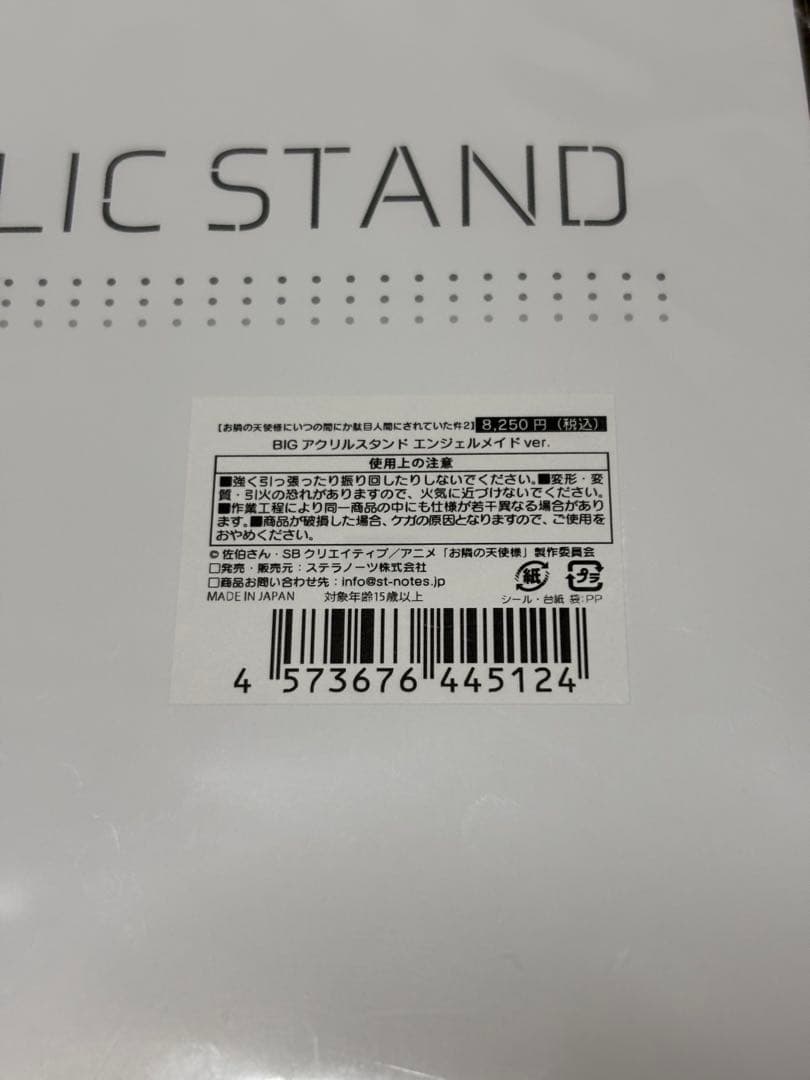 LIC STAND
【お隣の天使様にいつの間にか駄目人間にされていた件2】 8,250 円（税込）
BIG アクリルスタンド エンジェルメイド ver.
使用上の注意
■強く引っ張ったり振り回したりしないでください。■変形・変
質・引火の恐れがありますので、火気に近づけないでください。
■作業工程により同一商品の中にも仕様が若干異なる場合があり
ます。■商品が破損した場合、ケガの原因となりますので、ご使用を
おやめください。
© 佐伯さん・SB クリエイティブ／アニメ「お隣の天使様」製作委員会
□発売・販売元：ステラノーツ株式会社
□商品お問い合わせ先：info@st-notes.jp
紙 プラ
MADE IN JAPAN 対象年齢15歳以上 シール・台紙 袋:PP
4 573676 445124